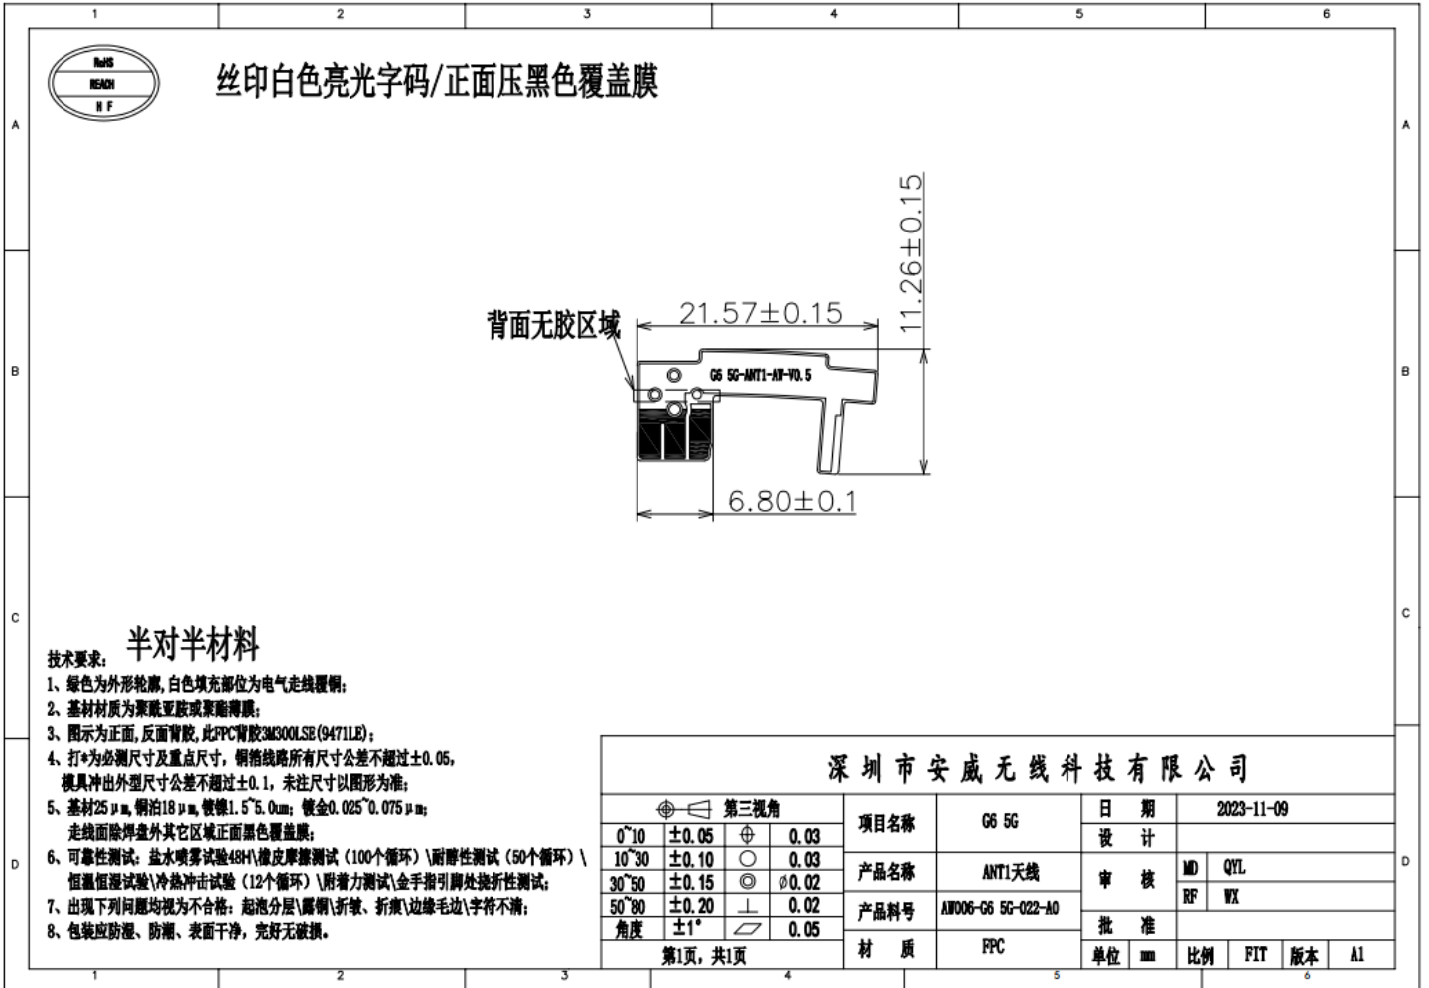 1 2 3 4 5 6
RoHS
REACH
H F
丝印白色亮光字码/正面压黑色覆盖膜
A A
11.26±0.15
21.57±0.15
背面无胶区域
B B
G6 5G-ANT1-AW-V0.5
6.80±0.1
C C
半对半材料
技术要求:
1、绿色为外形轮廓,白色填充部位为电气走线覆铜;
2、基材材质为聚酰亚胺或聚酯薄膜;
3、图示为正面,反面背胶,此FPC背胶3M300LSE(9471LE);
4、打*为必测尺寸及重点尺寸，铜箔线路所有尺寸公差不超过±0.05,
模具冲出外型尺寸公差不超过±0.1，未注尺寸以图形为准;
5、基材25μm,铜泊18μm,镀镍1.5~5.0um; 镀金0.025~0.075μm;
走线面除焊盘外其它区域正面黑色覆盖膜;
6、可靠性测试: 盐水喷雾试验48H\橡皮摩擦测试（100个循环）\耐醇性测试（50个循环）\
恒温恒湿试验\冷热冲击试验（12个循环）\附着力测试\金手指引脚处挠折性测试;
7、出现下列问题均视为不合格: 起泡分层\露铜\折皱、折痕\边缘毛边\字符不清;
8、包装应防湿、防潮、表面干净，完好无破损。
D D
深圳市安威无线科技有限公司
第三视角
0~10 ±0.05 0.03
10~30 ±0.10 0.03
30~50 ±0.15 ø0.02
50~80 ±0.20 0.02
角度 ±1° 0.05
第1页，共1页
项目名称 G6 5G
产品名称 ANT1天线
产品料号 AW006-G6 5G-022-A0
材 质 FPC
日 期 2023-11-09
设 计
审 核 MD QYL
RF WX
批 准
单位 mm 比例 FIT 版本 A1
1 2 3 4 5 6